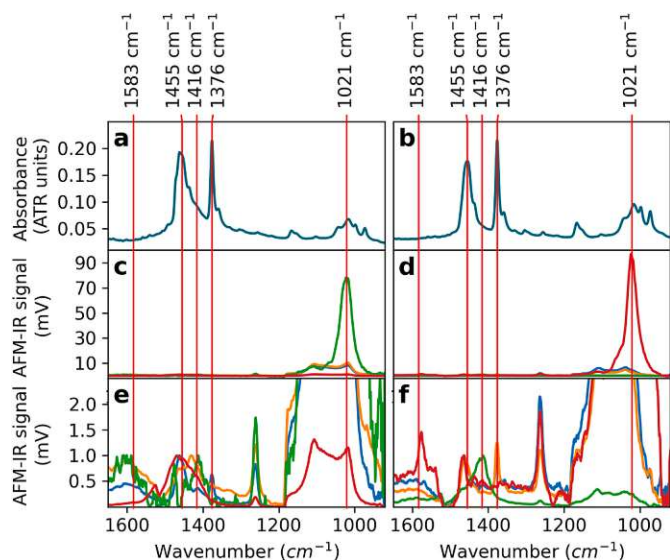 1583 cm⁻¹
1455 cm⁻¹
1416 cm⁻¹
1376 cm⁻¹
1021 cm⁻¹
1583 cm⁻¹
1455 cm⁻¹
1416 cm⁻¹
1376 cm⁻¹
1021 cm⁻¹
a
b
Absorbance
(ATR units)
0.20
0.15
0.10
0.05
c
d
AFM-IR signal
(mV)
90
70
50
30
10
e
f
AFM-IR signal
(mV)
2.0
1.5
1.0
0.5
1600 1400 1200 1000
1600 1400 1200 1000
Wavenumber (cm⁻¹)
Wavenumber (cm⁻¹)